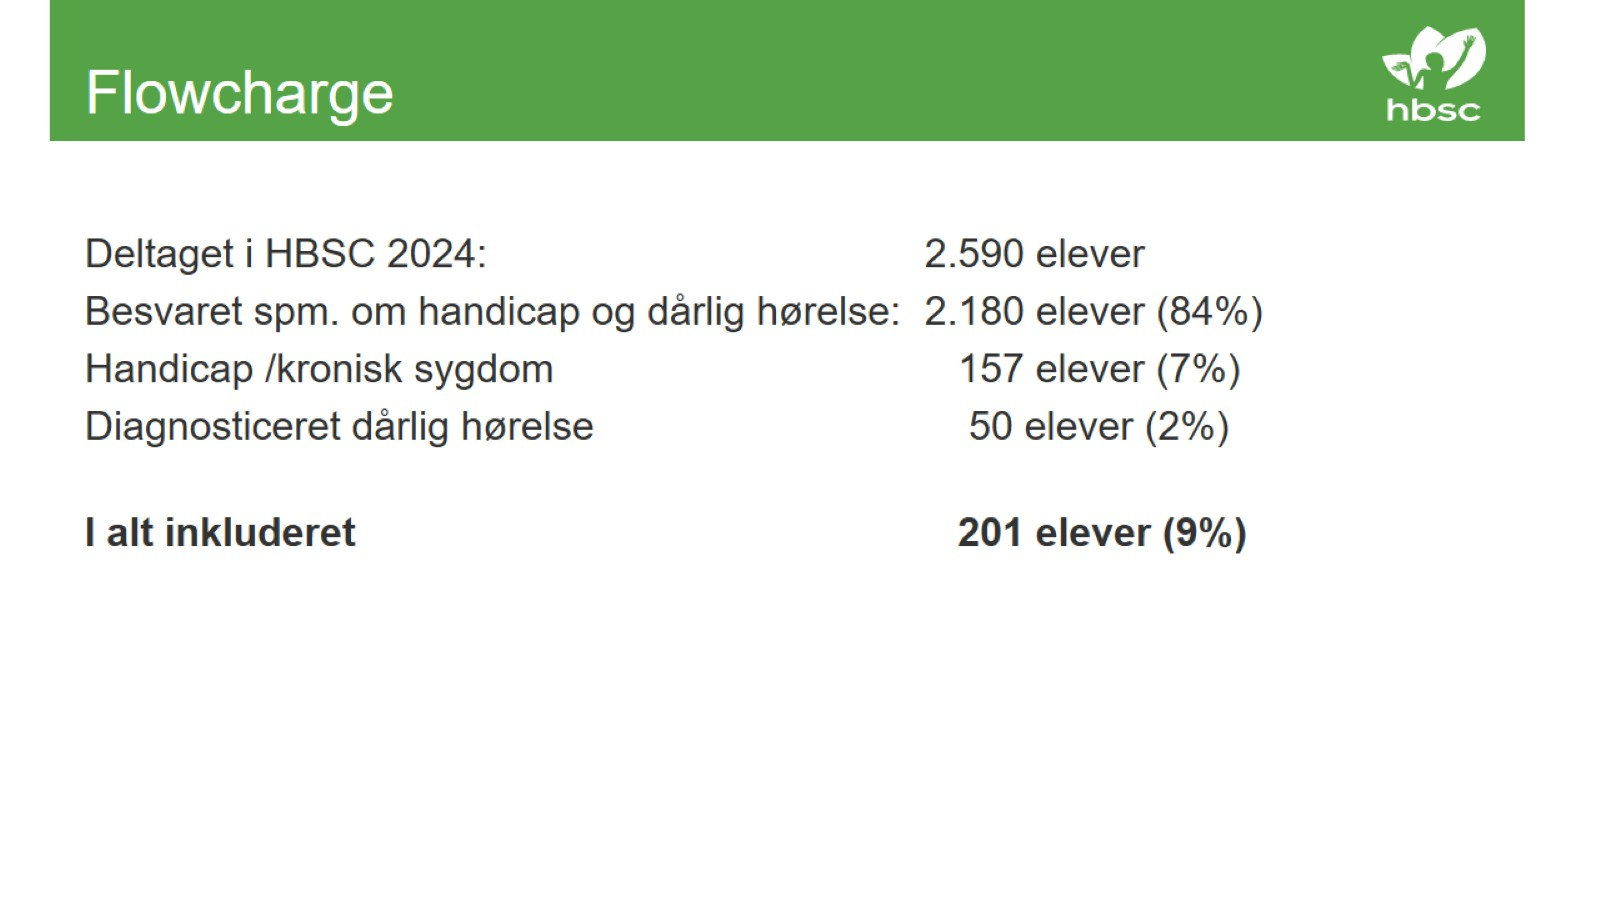 Flowcharge
hbsc
Deltaget i HBSC 2024: 2.590 elever
Besvaret spm. om handicap og dårlig hørelse: 2.180 elever (84%)
Handicap /kronisk sygdom 157 elever (7%)
Diagnosticeret dårlig hørelse 50 elever (2%)
I alt inkluderet 201 elever (9%)